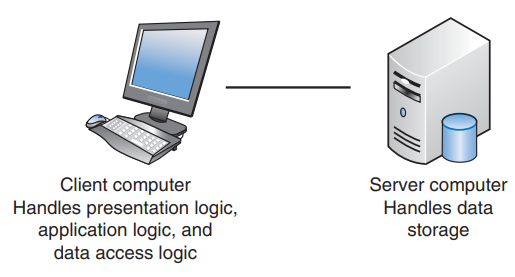 Client computer
Handles presentation logic,
application logic, and
data access logic
Server computer
Handles data
storage